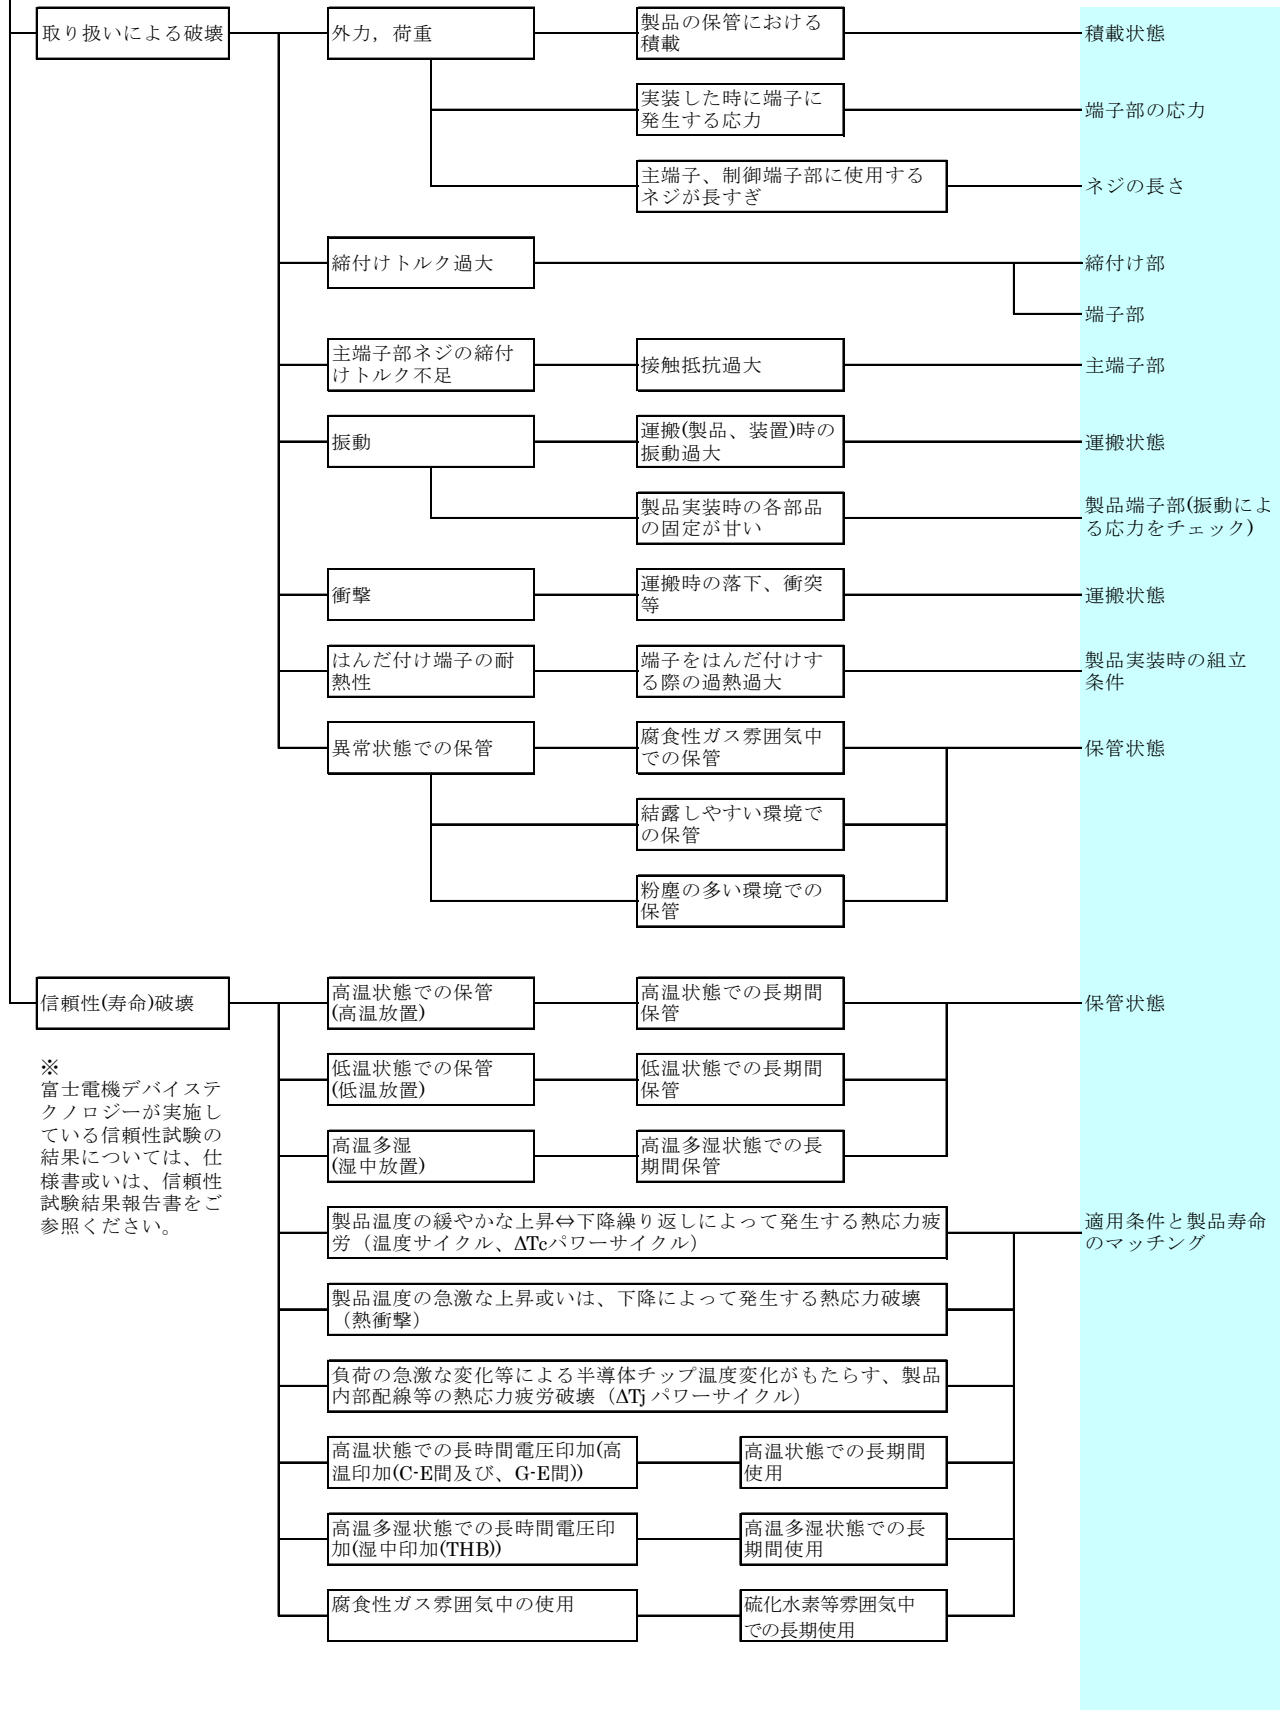 取り扱いによる破壊
外力，荷重
製品の保管における
積載
積載状態
実装した時に端子に
発生する応力
端子部の応力
主端子、制御端子部に使用する
ネジが長すぎ
ネジの長さ
締付けトルク過大
締付け部
端子部
主端子部ネジの締付
けトルク不足
接触抵抗過大
主端子部
振動
運搬(製品、装置)時の
振動過大
運搬状態
製品実装時の各部品
の固定が甘い
製品端子部(振動によ
る応力をチェック)
衝撃
運搬時の落下、衝突
等
運搬状態
はんだ付け端子の耐
熱性
端子をはんだ付けす
る際の過熱過大
製品実装時の組立
条件
異常状態での保管
腐食性ガス雰囲気中
での保管
保管状態
結露しやすい環境で
の保管
粉塵の多い環境での
保管
信頼性(寿命)破壊
高温状態での保管
(高温放置)
高温状態での長期間
保管
保管状態
※
富士電機デバイステ
クノロジーが実施し
ている信頼性試験の
結果については、仕
様書或いは、信頼性
試験結果報告書をご
参照ください。
低温状態での保管
(低温放置)
低温状態での長期間
保管
高温多湿
(湿中放置)
高温多湿状態での長
期間保管
製品温度の緩やかな上昇⇔下降繰り返しによって発生する熱応力疲
労（温度サイクル、ΔTcパワーサイクル）
適用条件と製品寿命
のマッチング
製品温度の急激な上昇或いは、下降によって発生する熱応力破壊
（熱衝撃）
負荷の急激な変化等による半導体チップ温度変化がもたらす、製品
内部配線等の熱応力疲労破壊（ΔTj パワーサイクル）
高温状態での長時間電圧印加(高
温印加(C-E間及び、G-E間))
高温状態での長期間
使用
高温多湿状態での長時間電圧印
加(湿中印加(THB))
高温多湿状態での長
期間使用
腐食性ガス雰囲気中の使用
硫化水素等雰囲気中
での長期使用